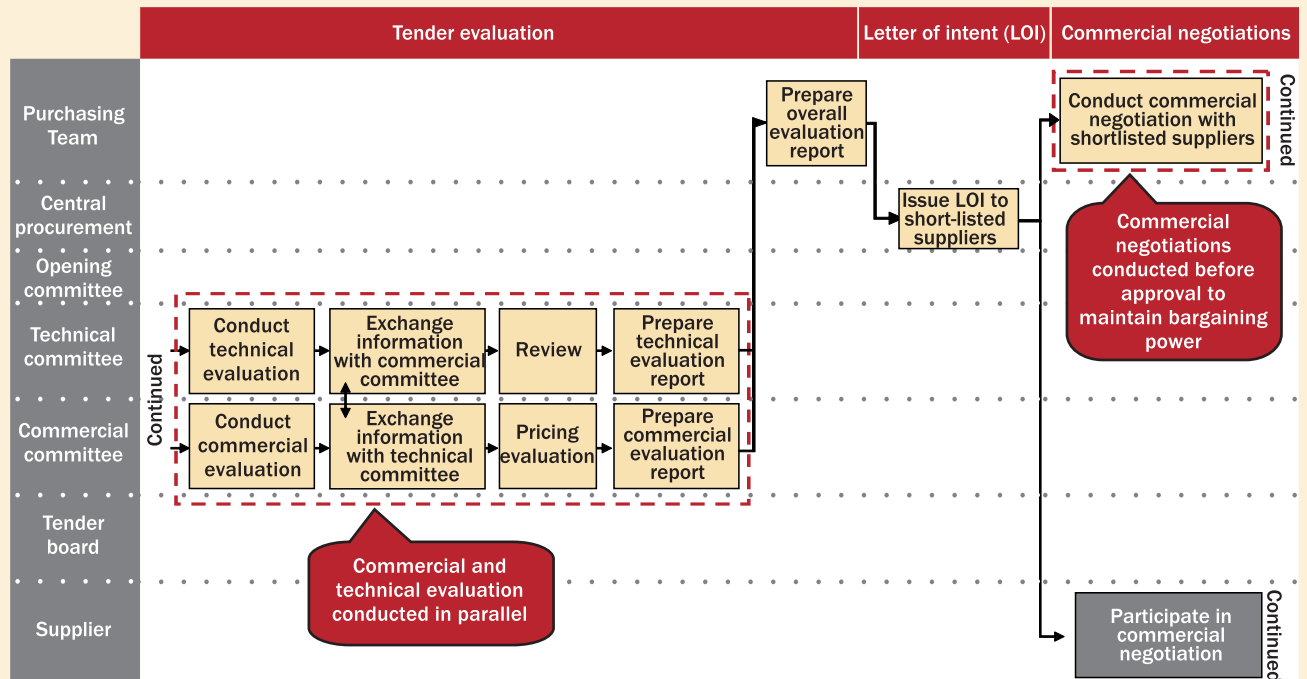 Tender evaluation
Letter of intent (LOI)
Commercial negotiations
Purchasing
Team
Prepare
overall
evaluation
report
Conduct commercial
negotiation with
shortlisted suppliers
Continued
Central
procurement
Issue LOI to
short-listed
suppliers
Commercial
negotiations
conducted before
approval to
maintain bargaining
power
Opening
committee
Technical
committee
Continued
Conduct
technical
evaluation
Exchange
information
with commercial
committee
Review
Prepare
technical
evaluation
report
Commercial
committee
Conduct
commercial
evaluation
Exchange
information
with technical
committee
Pricing
evaluation
Prepare
commercial
evaluation
report
Tender
board
Commercial and
technical evaluation
conducted in parallel
Supplier
Participate in
commercial
negotiation
Continued